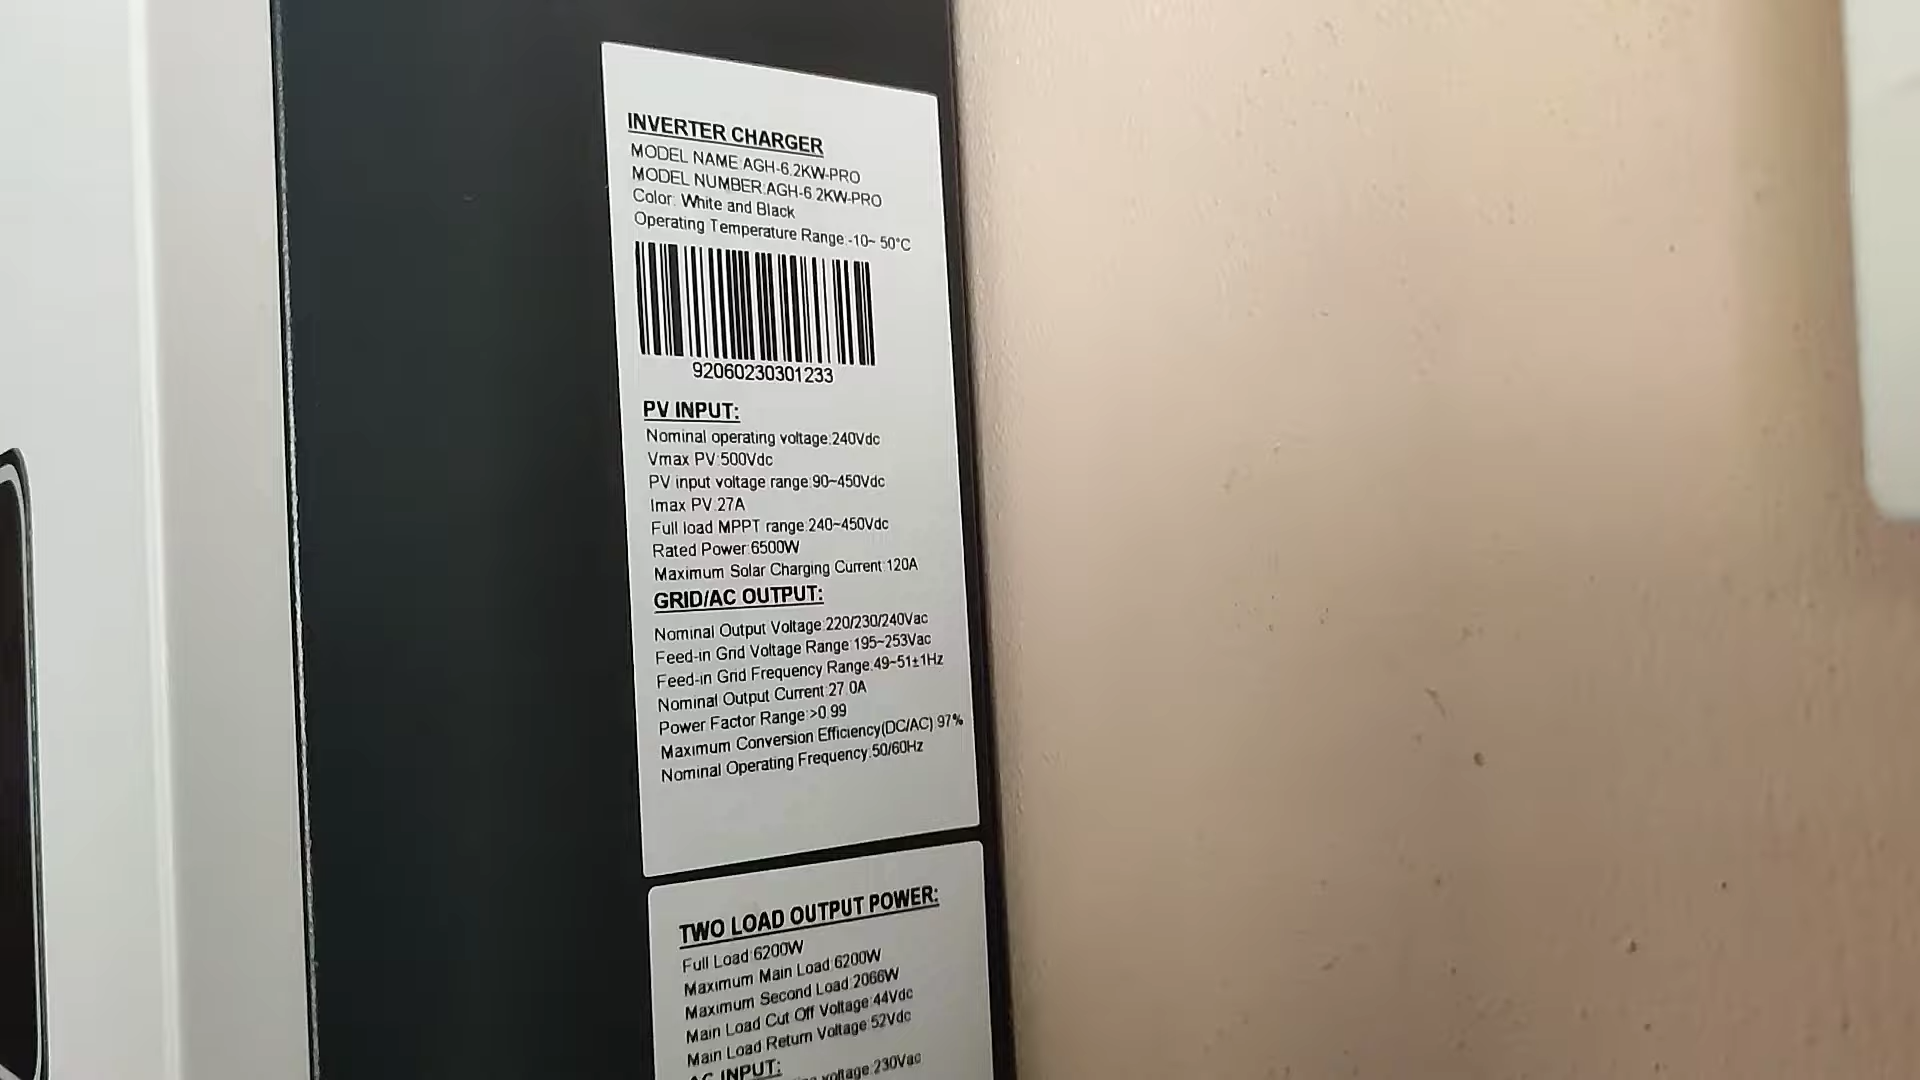 INVERTER CHARGER
MODEL NAME:AGH-6.2KW-PRO
MODEL NUMBER:AGH-6.2KW-PRO
Color: White and Black
Operating Temperature Range:-10~ 50°C
92060230301233
PV INPUT:
Nominal operating voltage:240Vdc
Vmax PV:500Vdc
PV input voltage range:90~450Vdc
Imax PV:27A
Full load MPPT range:240~450Vdc
Rated Power:6500W
Maximum Solar Charging Current:120A
GRID/AC OUTPUT:
Nominal Output Voltage:220/230/240Vac
Feed-in Grid Voltage Range:195~253Vac
Feed-in Grid Frequency Range:49~51±1Hz
Nominal Output Current:27.0A
Power Factor Range:>0.99
Maximum Conversion Efficiency(DC/AC):97%
Nominal Operating Frequency:50/60Hz
TWO LOAD OUTPUT POWER:
Full Load:6200W
Maximum Main Load:6200W
Maximum Second Load:2066W
Main Load Cut Off Voltage:44Vdc
Main Load Return Voltage:52Vdc
AC INPUT:
voltage:230Vac